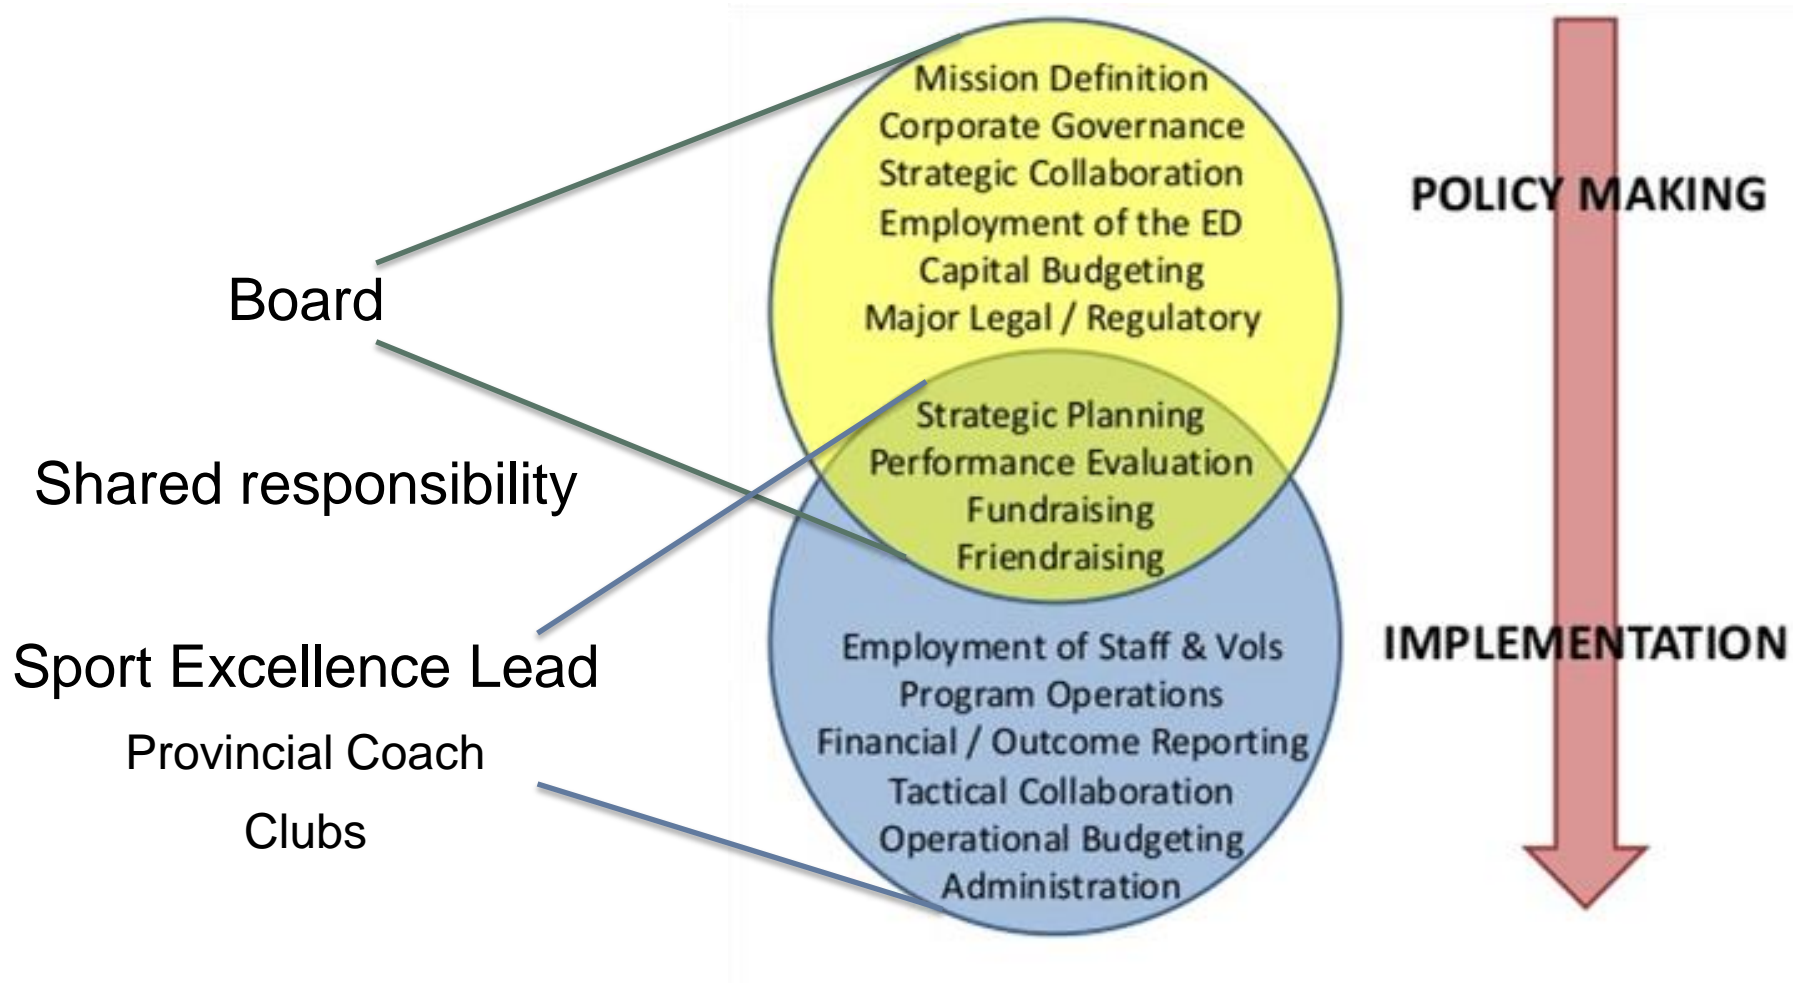 Board
Shared responsibility
Sport Excellence Lead
Provincial Coach
Clubs
Mission Definition
Corporate Governance
Strategic Collaboration
Employment of the ED
Capital Budgeting
Major Legal / Regulatory
Strategic Planning
Performance Evaluation
Fundraising
Friendraising
Employment of Staff & Vols
Program Operations
Financial / Outcome Reporting
Tactical Collaboration
Operational Budgeting
Administration
POLICY MAKING
IMPLEMENTATION